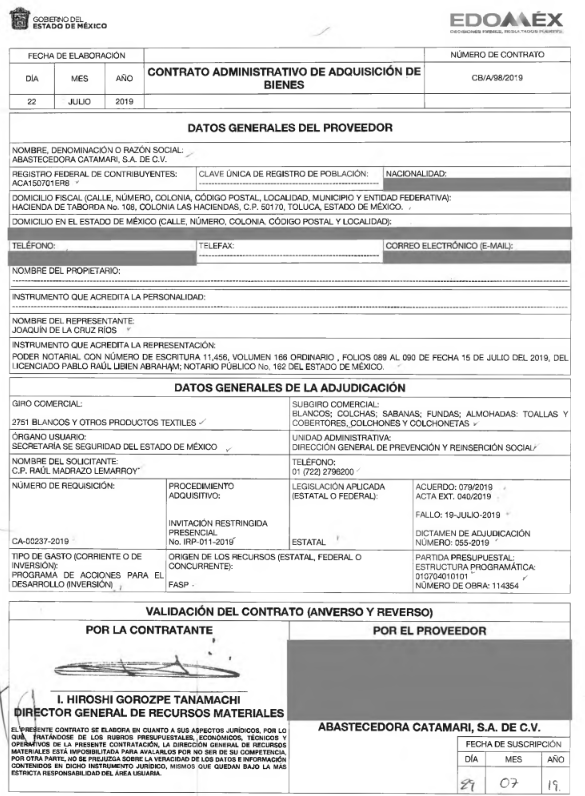 GOBIERNO DEL
ESTADO DE MÉXICO
EDOMÉX
DECISIONES FIRMES, RESULTADOS FUERTES.
FECHA DE ELABORACIÓN
DÍA MES AÑO
22 JULIO 2019
CONTRATO ADMINISTRATIVO DE ADQUISICIÓN DE
BIENES
NÚMERO DE CONTRATO
CB/A/98/2019
DATOS GENERALES DEL PROVEEDOR
NOMBRE, DENOMINACIÓN O RAZÓN SOCIAL:
ABASTECEDORA CATAMARI, S.A. DE C.V.
REGISTRO FEDERAL DE CONTRIBUYENTES:
ACA150701ER8
CLAVE ÚNICA DE REGISTRO DE POBLACIÓN:
NACIONALIDAD:
DOMICILIO FISCAL (CALLE, NÚMERO, COLONIA, CÓDIGO POSTAL, LOCALIDAD, MUNICIPIO Y ENTIDAD FEDERATIVA):
HACIENDA DE TABORDA No. 108, COLONIA LAS HACIENDAS, C.P. 50170, TOLUCA, ESTADO DE MÉXICO.
DOMICILIO EN EL ESTADO DE MÉXICO (CALLE, NÚMERO, COLONIA, CÓDIGO POSTAL Y LOCALIDAD):
TELÉFONO:
TELEFAX:
CORREO ELECTRÓNICO (E-MAIL):
NOMBRE DEL PROPIETARIO:
INSTRUMENTO QUE ACREDITA LA PERSONALIDAD:
NOMBRE DEL REPRESENTANTE:
JOAQUÍN DE LA CRUZ RÍOS
INSTRUMENTO QUE ACREDITA LA REPRESENTACIÓN:
PODER NOTARIAL CON NÚMERO DE ESCRITURA 11,456, VOLUMEN 166 ORDINARIO , FOLIOS 089 AL 090 DE FECHA 15 DE JULIO DEL 2019, DEL
LICENCIADO PABLO RAÚL LIBIEN ABRAHAM; NOTARIO PÚBLICO No. 162 DEL ESTADO DE MÉXICO.
DATOS GENERALES DE LA ADJUDICACIÓN
GIRO COMERCIAL:
2751 BLANCOS Y OTROS PRODUCTOS TEXTILES
SUBGIRO COMERCIAL:
BLANCOS; COLCHAS; SABANAS; FUNDAS; ALMOHADAS: TOALLAS Y
COBERTORES, COLCHONES Y COLCHONETAS
ÓRGANO USUARIO:
SECRETARÍA SE SEGURIDAD DEL ESTADO DE MÉXICO
UNIDAD ADMINISTRATIVA:
DIRECCIÓN GENERAL DE PREVENCIÓN Y REINSERCIÓN SOCIAL
NOMBRE DEL SOLICITANTE:
C.P. RAÚL MADRAZO LEMARROY
TELÉFONO:
01 (722) 2796200
NÚMERO DE REQUISICIÓN:
CA-00237-2019
PROCEDIMIENTO
ADQUISITIVO:
INVITACIÓN RESTRINGIDA
PRESENCIAL
No. IRP-011-2019
LEGISLACIÓN APLICADA
(ESTATAL O FEDERAL):
ESTATAL
ACUERDO: 079/2019
ACTA EXT. 040/2019
FALLO: 19-JULIO-2019
DICTAMEN DE ADJUDICACIÓN
NÚMERO: 055-2019
TIPO DE GASTO (CORRIENTE O DE
INVERSIÓN):
PROGRAMA DE ACCIONES PARA EL
DESARROLLO (INVERSIÓN)
ORIGEN DE LOS RECURSOS (ESTATAL, FEDERAL O
CONCURRENTE):
FASP
PARTIDA PRESUPUESTAL:
ESTRUCTURA PROGRAMÁTICA:
010704010101
NÚMERO DE OBRA: 114354
VALIDACIÓN DEL CONTRATO (ANVERSO Y REVERSO)
POR LA CONTRATANTE
I. HIROSHI GOROZPE TANAMACHI
DIRECTOR GENERAL DE RECURSOS MATERIALES
EL PRESENTE CONTRATO SE ELABORA EN CUANTO A SUS ASPECTOS JURÍDICOS, POR LO
QUE, TRATÁNDOSE DE LOS RUBROS PRESUPUESTALES, ECONÓMICOS, TÉCNICOS Y
OPERATIVOS DE LA PRESENTE CONTRATACIÓN, LA DIRECCIÓN GENERAL DE RECURSOS
MATERIALES ESTÁ IMPOSIBILITADA PARA AVALARLOS POR NO SER DE SU COMPETENCIA,
POR OTRA PARTE, NO SE PREJUZGA SOBRE LA VERACIDAD DE LOS DATOS E INFORMACIÓN
CONTENIDOS EN DICHO INSTRUMENTO JURÍDICO, MISMOS QUE QUEDAN BAJO LA MAS
ESTRICTA RESPONSABILIDAD DEL ÁREA USUARIA.
POR EL PROVEEDOR
ABASTECEDORA CATAMARI, S.A. DE C.V.
FECHA DE SUSCRIPCIÓN
DÍA MES AÑO
29 07 19.